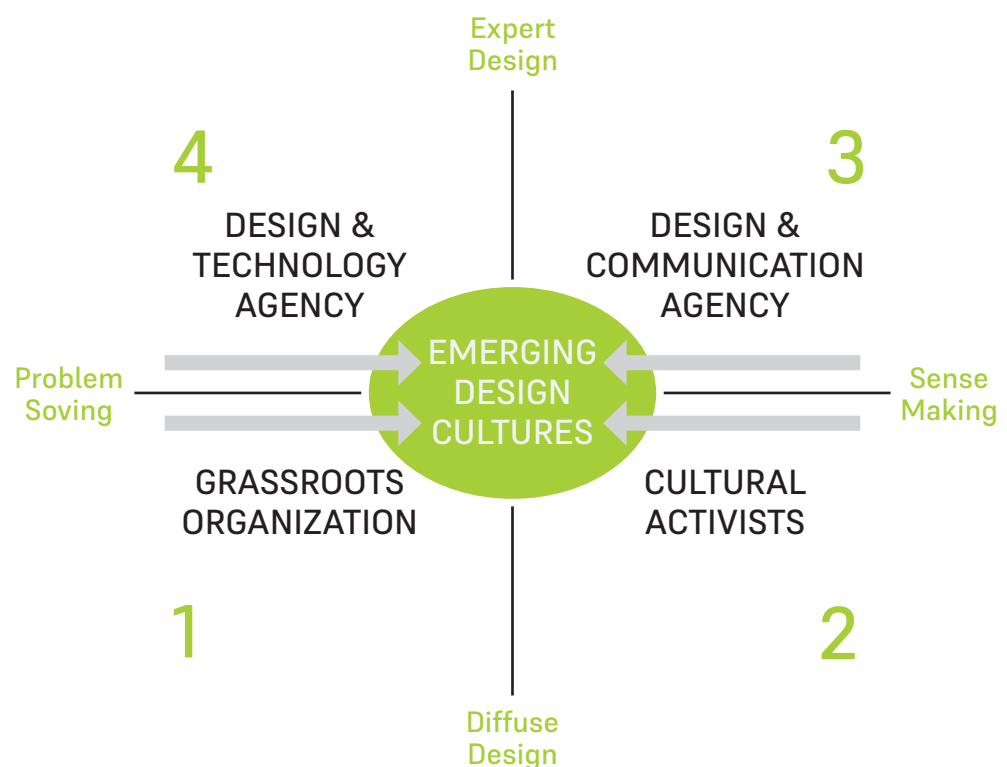 Expert
Design
4
3
DESIGN &
TECHNOLOGY
AGENCY
DESIGN &
COMMUNICATION
AGENCY
Problem
Soving
EMERGING
DESIGN
CULTURES
Sense
Making
GRASSROOTS
ORGANIZATION
CULTURAL
ACTIVISTS
1
2
Diffuse
Design